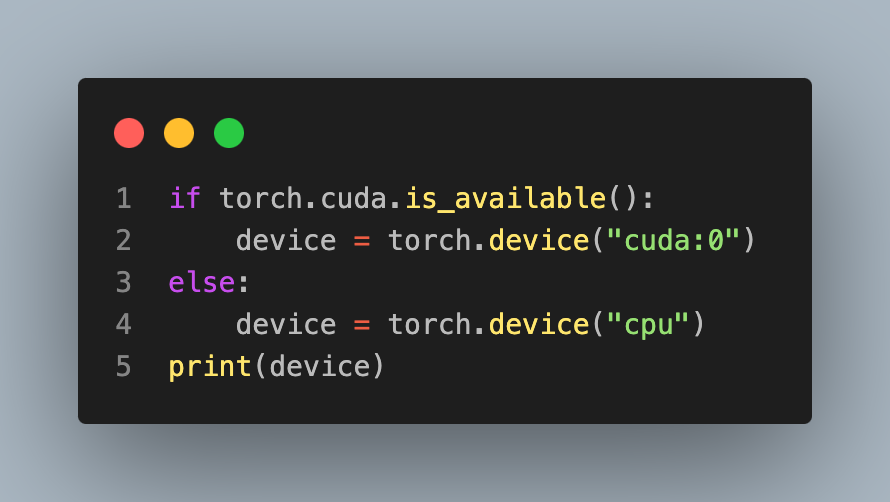 1 if torch.cuda.is_available():
2     device = torch.device("cuda:0")
3 else:
4     device = torch.device("cpu")
5 print(device)